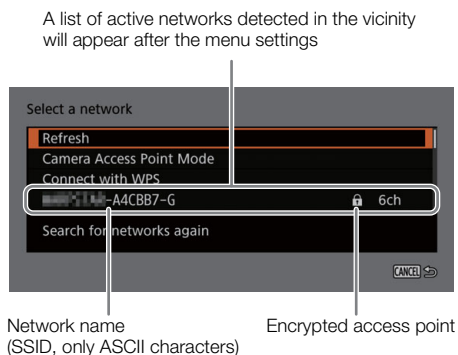 A list of active networks detected in the vicinity
will appear after the menu settings
Select a network
Refresh
Camera Access Point Mode
Connect with WPS
-A4CBB7-G 6ch
Search for networks again
CANCEL
Network name
(SSID, only ASCII characters)
Encrypted access point